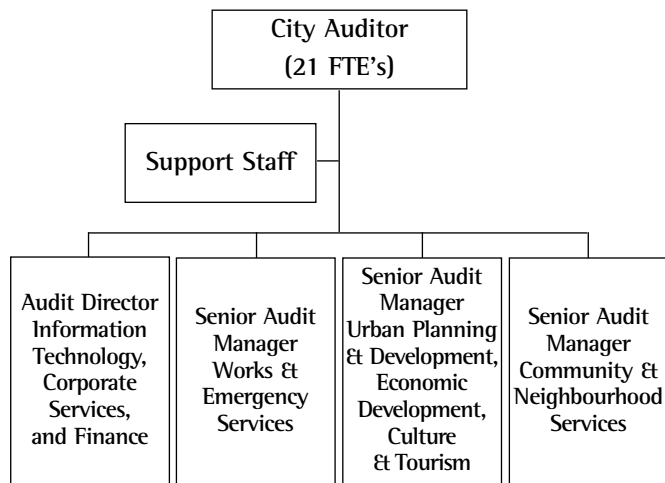 City Auditor
(21 FTE's)
Support Staff
Audit Director
Information
Technology,
Corporate
Services,
and Finance
Senior Audit
Manager
Works &
Emergency
Services
Senior Audit
Manager
Urban Planning
& Development,
Economic
Development,
Culture
& Tourism
Senior Audit
Manager
Community &
Neighbourhood
Services